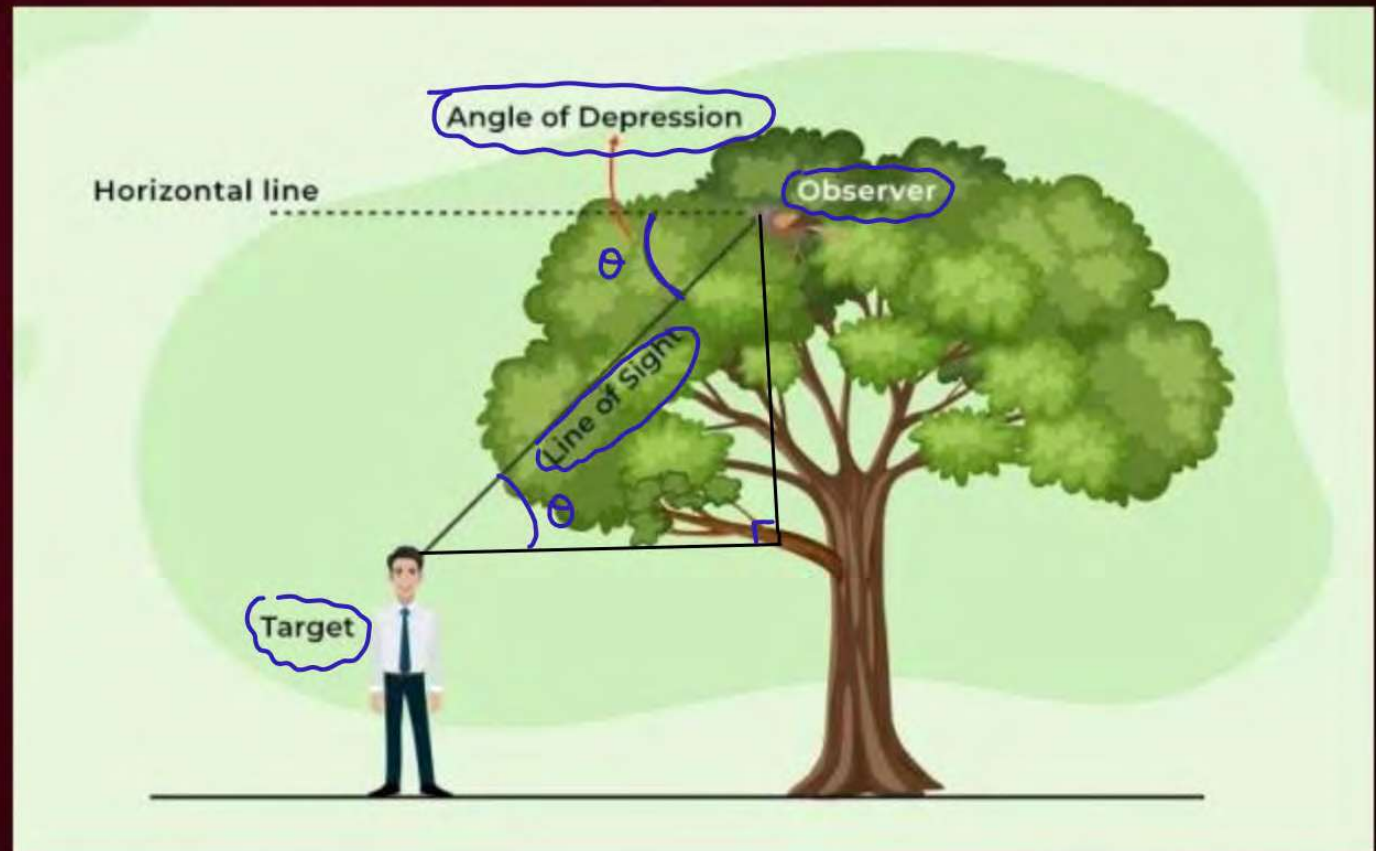 Angle of Depression
Horizontal line
Observer
θ
Line of Sight
θ
Target